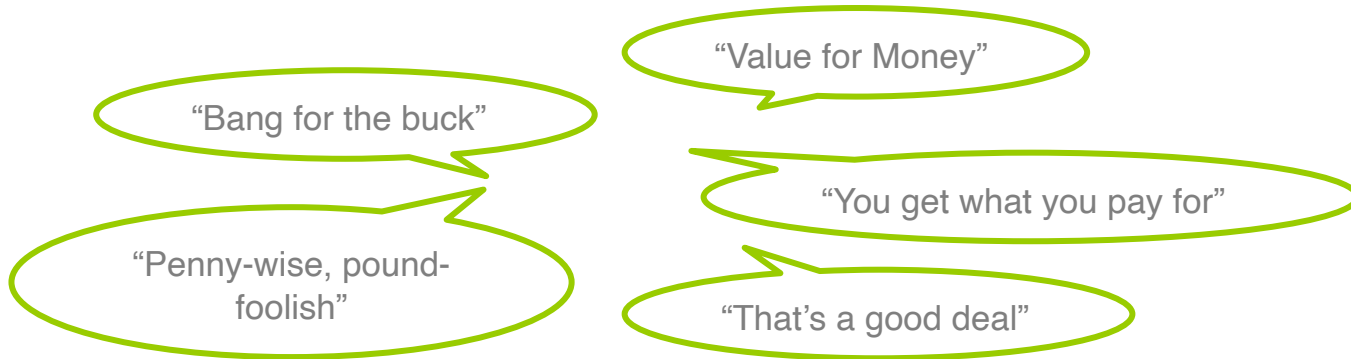 “Value for Money”
“Bang for the buck”
“You get what you pay for”
“Penny-wise, pound-
foolish”
“That’s a good deal”